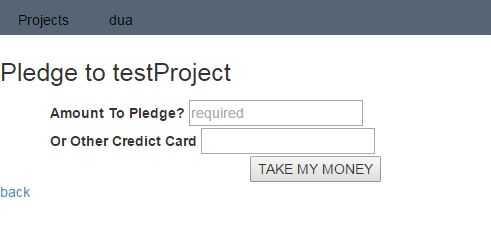 Projects dua
Pledge to testProject
Amount To Pledge? required
Or Other Credict Card
TAKE MY MONEY
back